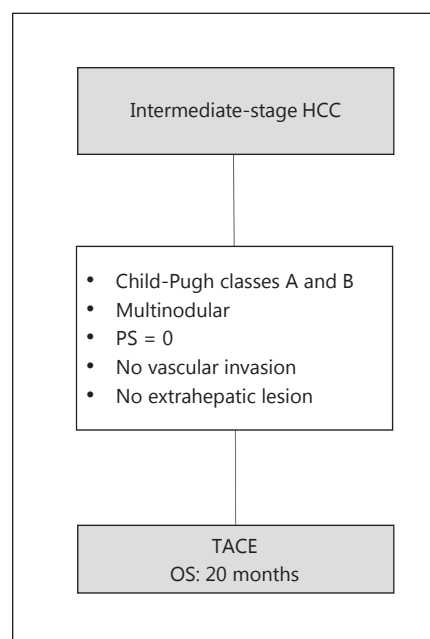 Intermediate-stage HCC
• Child-Pugh classes A and B
• Multinodular
• PS = 0
• No vascular invasion
• No extrahepatic lesion
TACE
OS: 20 months